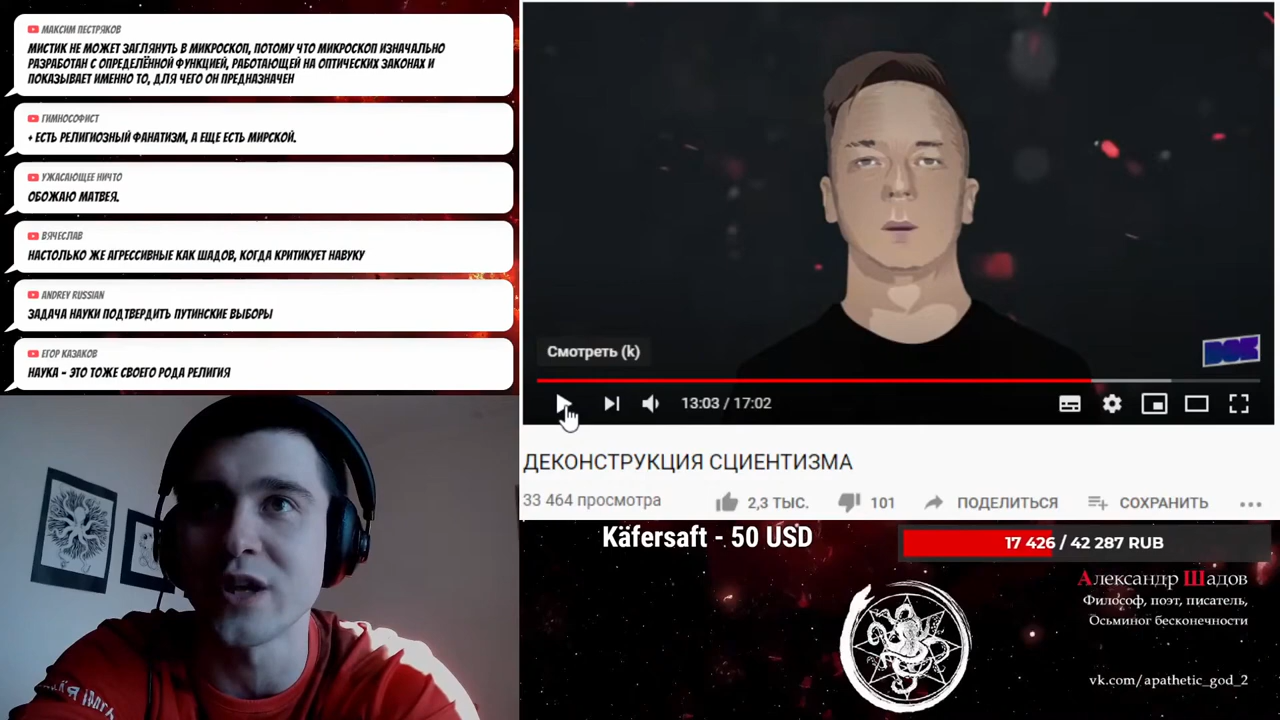 МАКСИМ ПЕСТРЯКОВ
МИСТИК НЕ МОЖЕТ ЗАГЛЯНУТЬ В МИКРОСКОП, ПОТОМУ ЧТО МИКРОСКОП ИЗНАЧАЛЬНО
РАЗРАБОТАН С ОПРЕДЕЛЁННОЙ ФУНКЦИЕЙ, РАБОТАЮЩЕЙ НА ОПТИЧЕСКИХ ЗАКОНАХ И
ПОКАЗЫВАЕТ ИМЕННО ТО, ДЛЯ ЧЕГО ОН ПРЕДНАЗНАЧЕН
ГИМНОСОФИСТ
+ ЕСТЬ РЕЛИГИОЗНЫЙ ФАНАТИЗМ, А ЕЩЕ ЕСТЬ МИРСКОЙ.
УЖАСАЮЩЕЕ НИЧТО
ОБОЖАЮ МАТВЕЯ.
ВЯЧЕСЛАВ
НАСТОЛЬКО ЖЕ АГРЕССИВНЫЕ КАК ШАДОВ, КОГДА КРИТИКУЕТ НАВУКУ
ANDREY RUSSIAN
ЗАДАЧА НАУКИ ПОДТВЕРДИТЬ ПУТИНСКИЕ ВЫБОРЫ
ЕГОР КАЗАКОВ
НАУКА - ЭТО ТОЖЕ СВОЕГО РОДА РЕЛИГИЯ
Смотреть (k)
13:03 / 17:02
ДЕКОНСТРУКЦИЯ СЦИЕНТИЗМА
33 464 просмотра
2,3 ТЫС.
101
ПОДЕЛИТЬСЯ
СОХРАНИТЬ
Käfersaft - 50 USD
17 426 / 42 287 RUB
Александр Шадов
Философ, поэт, писатель,
Осьминог бесконечности
vk.com/apathetic_god_2